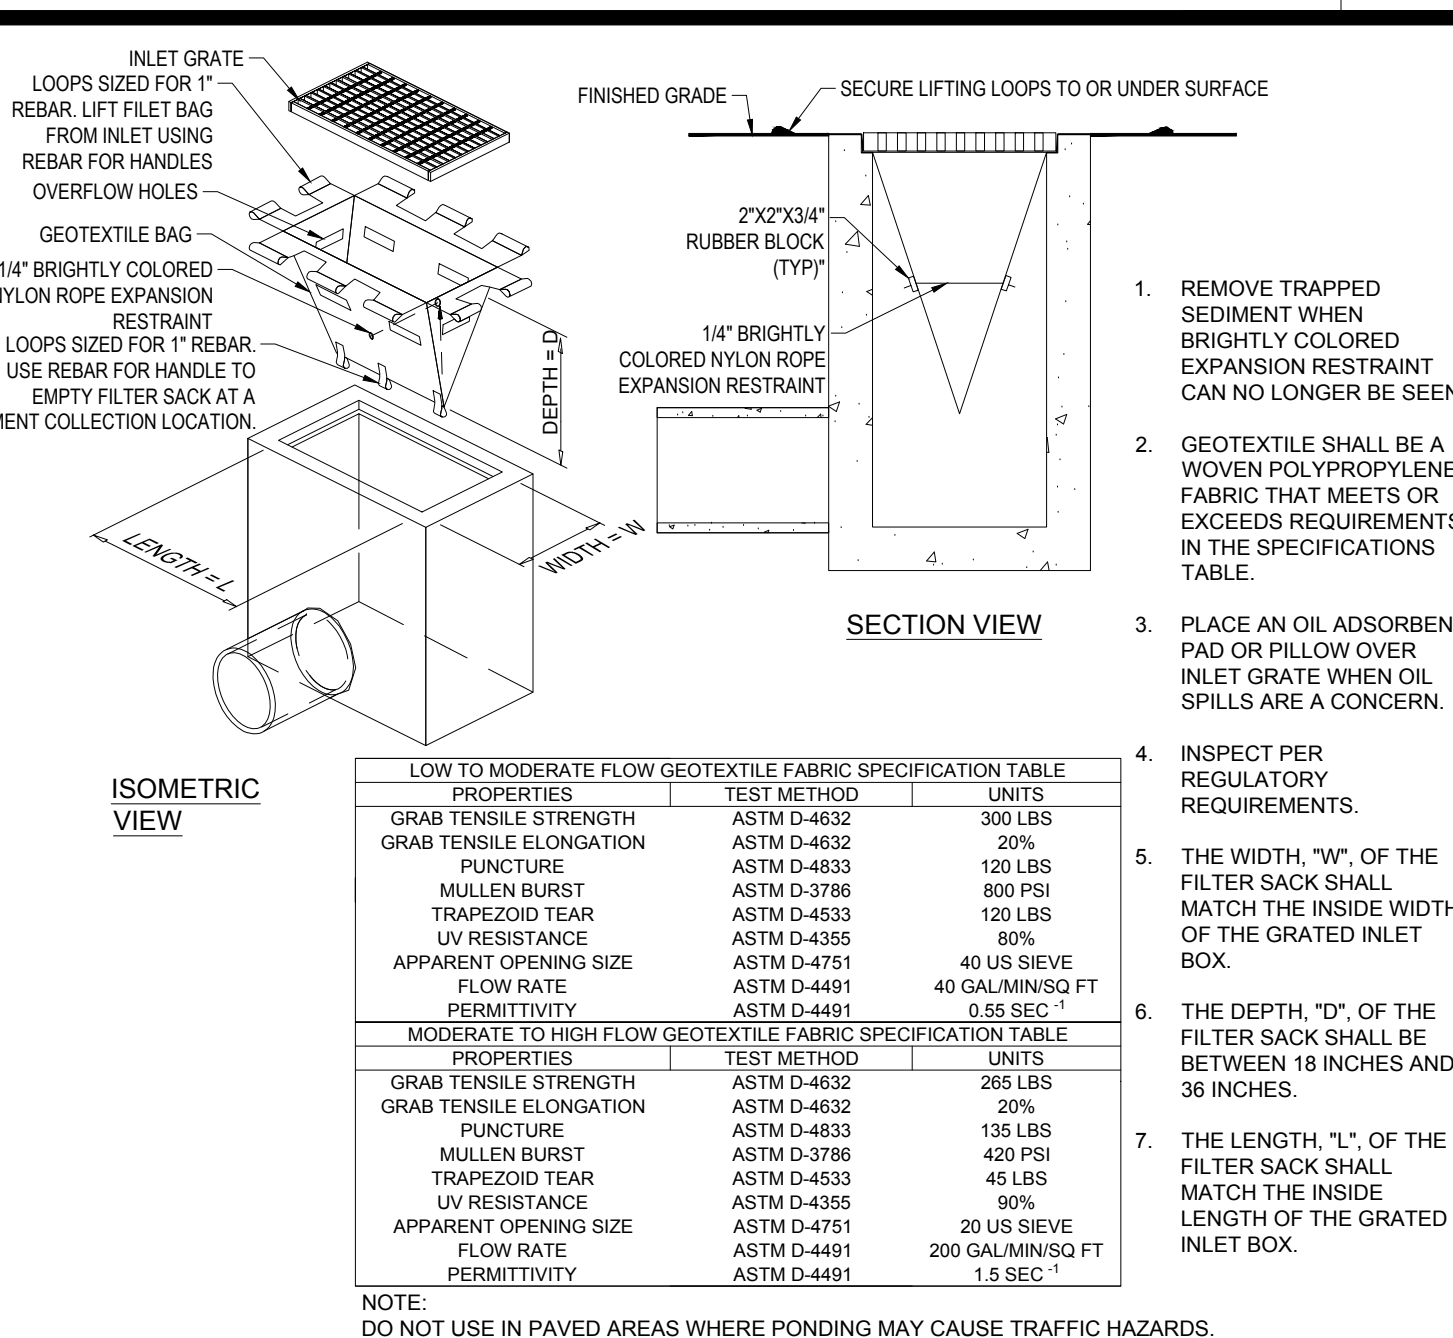 INLET GRATE
LOOPS SIZED FOR 1"
REBAR. LIFT FILET BAG
FROM INLET USING
REBAR FOR HANDLES
OVERFLOW HOLES
GEOTEXTILE BAG
1/4" BRIGHTLY COLORED
NYLON ROPE EXPANSION
RESTRAINT
LOOPS SIZED FOR 1" REBAR.
USE REBAR FOR HANDLE TO
EMPTY FILTER SACK AT A
COLLECTION LOCATION.
DEPTH = D
LENGTH = L
WIDTH = W
ISOMETRIC
VIEW
FINISHED GRADE
SECURE LIFTING LOOPS TO OR UNDER SURFACE
2"X2"X3/4"
RUBBER BLOCK
(TYP)"
1/4" BRIGHTLY
COLORED NYLON ROPE
EXPANSION RESTRAINT
SECTION VIEW
1. REMOVE TRAPPED
SEDIMENT WHEN
BRIGHTLY COLORED
EXPANSION RESTRAINT
CAN NO LONGER BE SEEN
2. GEOTEXTILE SHALL BE A
WOVEN POLYPROPYLENE
FABRIC THAT MEETS OR
EXCEEDS REQUIREMENTS
IN THE SPECIFICATIONS
TABLE.
3. PLACE AN OIL ADSORBEN
PAD OR PILLOW OVER
INLET GRATE WHEN OIL
SPILLS ARE A CONCERN.
4. INSPECT PER
REGULATORY
REQUIREMENTS.
5. THE WIDTH, "W", OF THE
FILTER SACK SHALL
MATCH THE INSIDE WIDTH
OF THE GRATED INLET
BOX.
6. THE DEPTH, "D", OF THE
FILTER SACK SHALL BE
BETWEEN 18 INCHES AND
36 INCHES.
7. THE LENGTH, "L", OF THE
FILTER SACK SHALL
MATCH THE INSIDE
LENGTH OF THE GRATED
INLET BOX.
LOW TO MODERATE FLOW GEOTEXTILE FABRIC SPECIFICATION TABLE
PROPERTIES TEST METHOD UNITS
GRAB TENSILE STRENGTH ASTM D-4632 300 LBS
GRAB TENSILE ELONGATION ASTM D-4632 20%
PUNCTURE ASTM D-4833 120 LBS
MULLEN BURST ASTM D-3786 800 PSI
TRAPEZOID TEAR ASTM D-4533 120 LBS
UV RESISTANCE ASTM D-4355 80%
APPARENT OPENING SIZE ASTM D-4751 40 US SIEVE
FLOW RATE ASTM D-4491 40 GAL/MIN/SQ FT
PERMITTIVITY ASTM D-4491 0.55 SEC -1
MODERATE TO HIGH FLOW GEOTEXTILE FABRIC SPECIFICATION TABLE
PROPERTIES TEST METHOD UNITS
GRAB TENSILE STRENGTH ASTM D-4632 265 LBS
GRAB TENSILE ELONGATION ASTM D-4632 20%
PUNCTURE ASTM D-4833 135 LBS
MULLEN BURST ASTM D-3786 420 PSI
TRAPEZOID TEAR ASTM D-4533 45 LBS
UV RESISTANCE ASTM D-4355 90%
APPARENT OPENING SIZE ASTM D-4751 20 US SIEVE
FLOW RATE ASTM D-4491 200 GAL/MIN/SQ FT
PERMITTIVITY ASTM D-4491 1.5 SEC -1
NOTE:
DO NOT USE IN PAVED AREAS WHERE PONDING MAY CAUSE TRAFFIC HAZARDS.